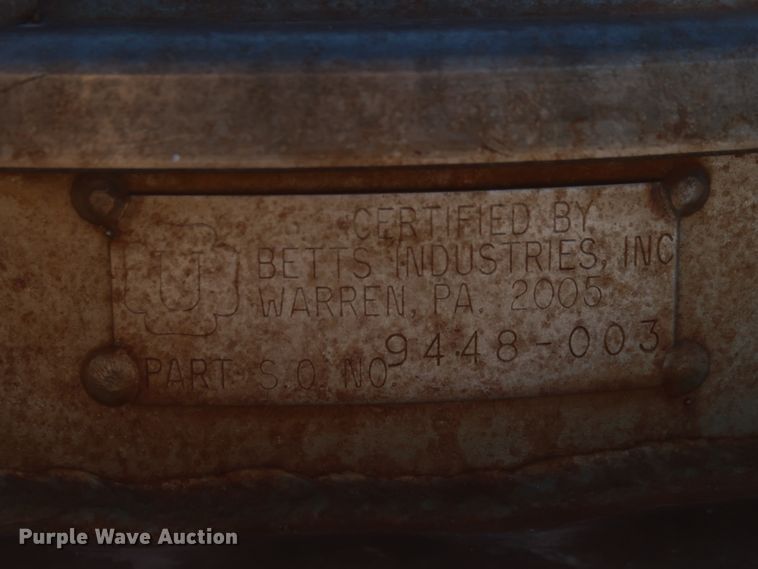 CERTIFIED BY
U
BETTS INDUSTRIES, INC
WARREN, PA. 2005
PART S.O. NO. 9448-003
Purple Wave Auction